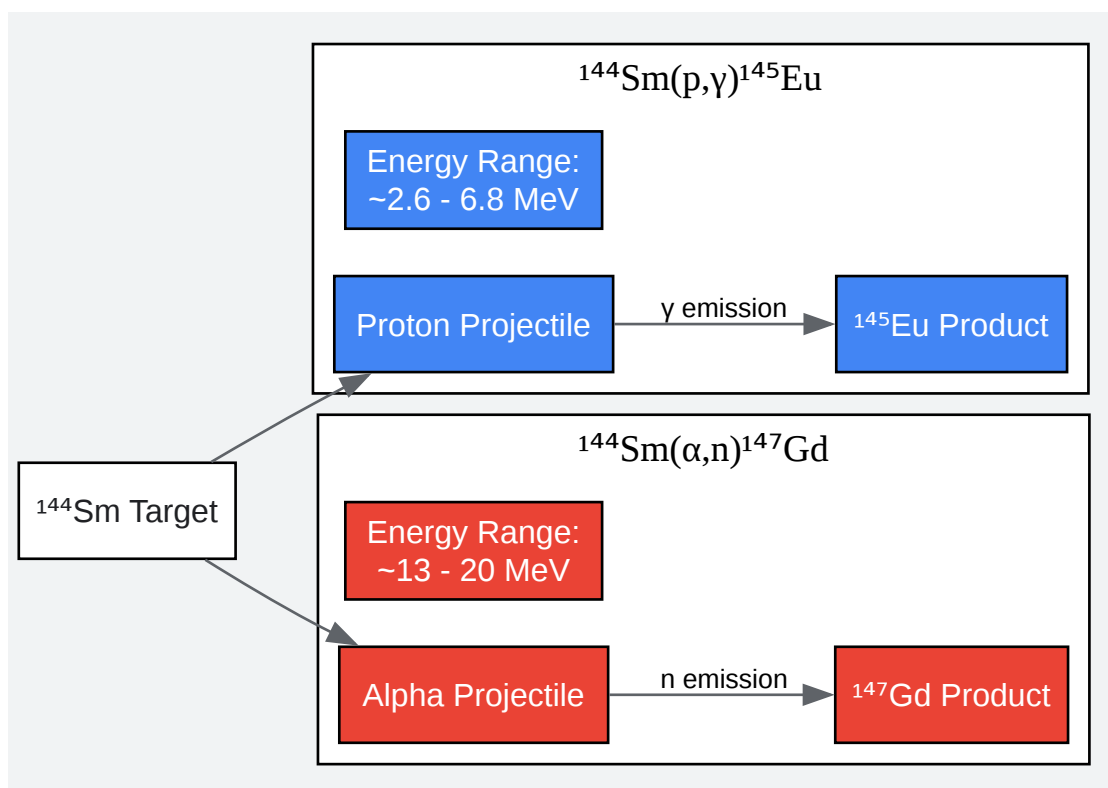 ¹⁴⁴Sm(p,γ)¹⁴⁵Eu
Energy Range:
~2.6 - 6.8 MeV
Proton Projectile
γ emission
¹⁴⁵Eu Product
¹⁴⁴Sm Target
¹⁴⁴Sm(α,n)¹⁴⁷Gd
Energy Range:
~13 - 20 MeV
Alpha Projectile
n emission
¹⁴⁷Gd Product